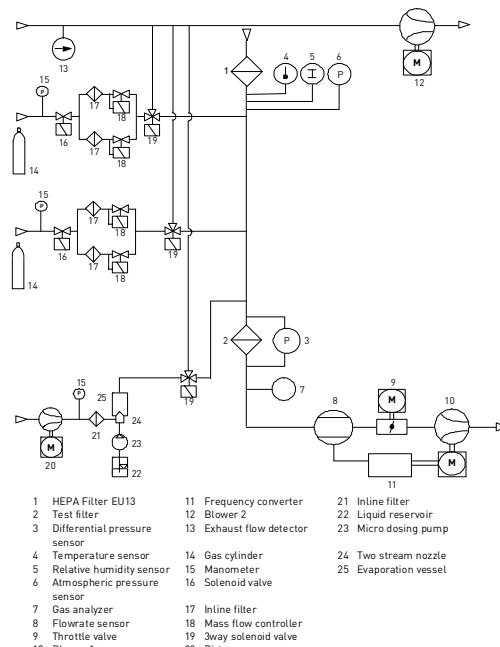 13
M
12
1
4
5
6
P
15
P
17
18
16
17
18
19
14
15
P
17
18
16
17
18
19
14
2
P
3
19
7
15
P
25
24
21
M
20
23
22
8
9
M
10
M
11
1 HEPA Filter EU13
2 Test filter
3 Differential pressure
sensor
4 Temperature sensor
5 Relative humidity sensor
6 Atmospheric pressure
sensor
7 Gas analyzer
8 Flowrate sensor
9 Throttle valve
11 Frequency converter
12 Blower 2
13 Exhaust flow detector
14 Gas cylinder
15 Manometer
16 Solenoid valve
17 Inline filter
18 Mass flow controller
19 3way solenoid valve
21 Inline filter
22 Liquid reservoir
23 Micro dosing pump
24 Two stream nozzle
25 Evaporation vessel